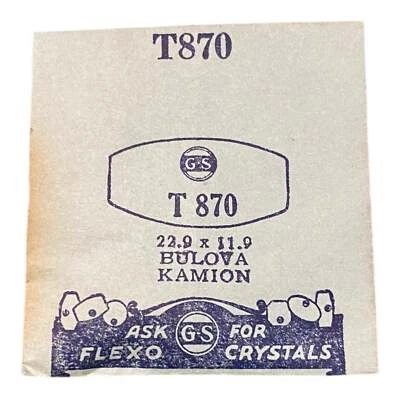 T870
G-S
T 870
22.9 x 11.9
BULOVA
KAMION
ASK G-S FOR
FLEXO CRYSTALS